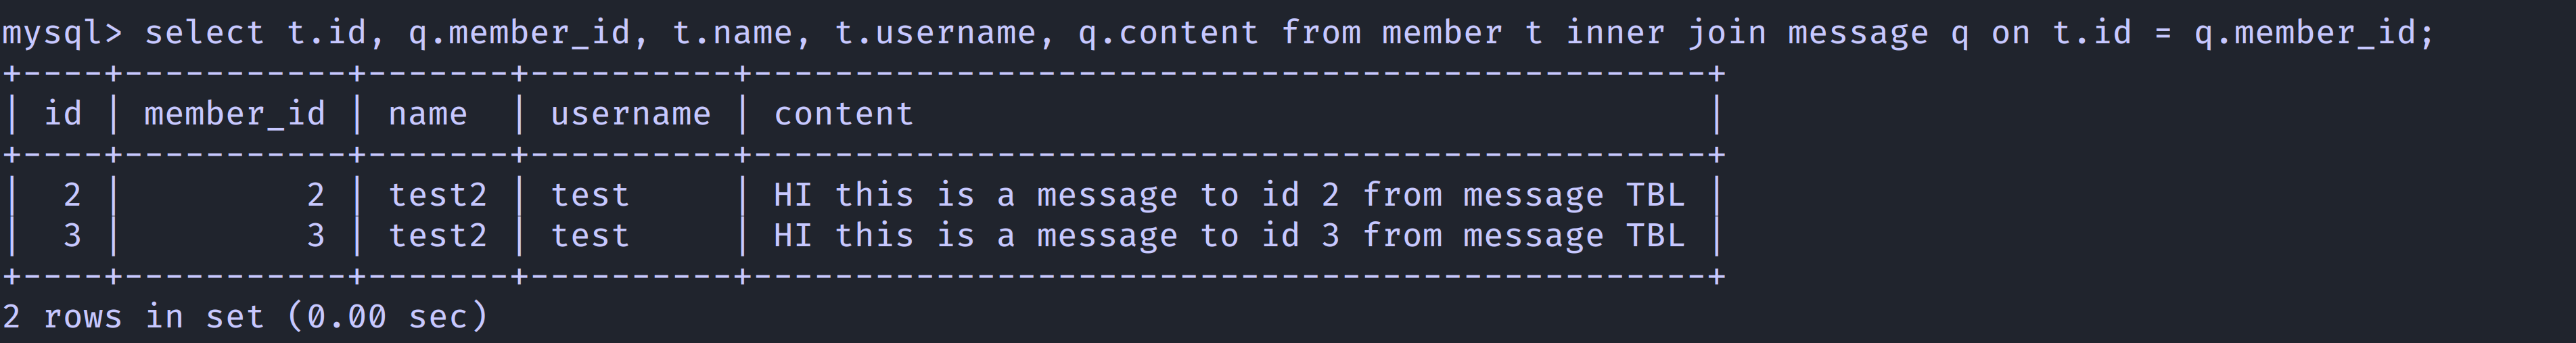 mysql> select t.id, q.member_id, t.name, t.username, q.content from member t inner join message q on t.id = q.member_id;
+----+-----------+-------+----------+-----------------------------------------------+
| id | member_id | name  | username | content                                       |
+----+-----------+-------+----------+-----------------------------------------------+
|  2 |         2 | test2 | test     | HI this is a message to id 2 from message TBL |
|  3 |         3 | test2 | test     | HI this is a message to id 3 from message TBL |
+----+-----------+-------+----------+-----------------------------------------------+
2 rows in set (0.00 sec)